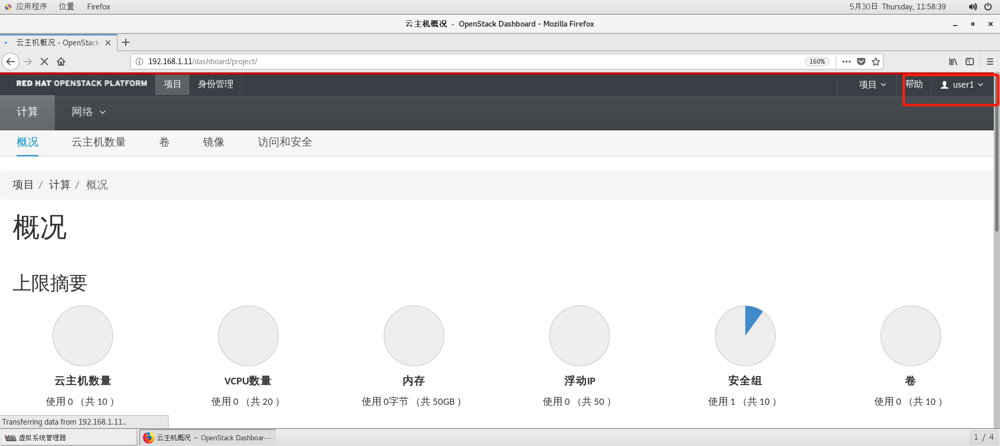 应用程序 位置 Firefox 5月30日 Thursday, 11:58:39
云主机概况 - OpenStack Dashboard - Mozilla Firefox
云主机概况 - OpenStack
192.168.1.11/dashboard/project/ 160%
RED HAT OPENSTACK PLATFORM 项目 身份管理 项目 帮助 user1
计算 网络
概况 云主机数量 卷 镜像 访问和安全
项目 / 计算 / 概况
概况
上限摘要
云主机数量 VCPU数量 内存 浮动IP 安全组 卷
使用 0 （共 10 ） 使用 0 （共 20 ） 使用 0字节 （共 50GB ） 使用 0 （共 50 ） 使用 1 （共 10 ） 使用 0 （共 10 ）
Transferring data from 192.168.1.11...
虚拟系统管理器 云主机概况 - OpenStack Dashboar... 1 / 4